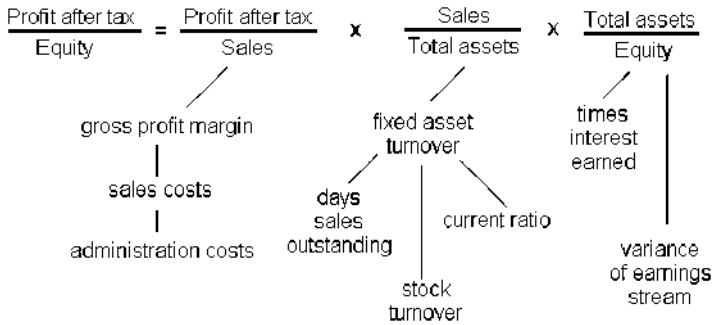 Profit after tax = Profit after tax x Sales x Total assets
Equity Sales Total assets Equity
gross profit margin
sales costs
administration costs
fixed asset
turnover
days
sales
outstanding
stock
turnover
current ratio
times
interest
earned
variance
of earnings
stream